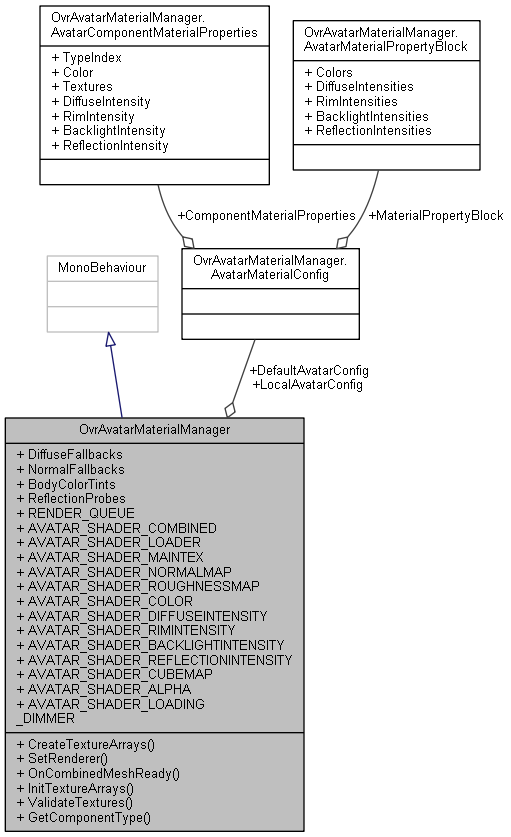 OvrAvatarMaterialManager.
AvatarComponentMaterialProperties
+ TypeIndex
+ Color
+ Textures
+ DiffuseIntensity
+ RimIntensity
+ BacklightIntensity
+ ReflectionIntensity
OvrAvatarMaterialManager.
AvatarMaterialPropertyBlock
+ Colors
+ DiffuseIntensities
+ RimIntensities
+ BacklightIntensities
+ ReflectionIntensities
+ComponentMaterialProperties
+MaterialPropertyBlock
MonoBehaviour
OvrAvatarMaterialManager.
AvatarMaterialConfig
+DefaultAvatarConfig
+LocalAvatarConfig
OvrAvatarMaterialManager
+ DiffuseFallbacks
+ NormalFallbacks
+ BodyColorTints
+ ReflectionProbes
+ RENDER_QUEUE
+ AVATAR_SHADER_COMBINED
+ AVATAR_SHADER_LOADER
+ AVATAR_SHADER_MAINTEX
+ AVATAR_SHADER_NORMALMAP
+ AVATAR_SHADER_ROUGHNESSMAP
+ AVATAR_SHADER_COLOR
+ AVATAR_SHADER_DIFFUSEINTENSITY
+ AVATAR_SHADER_RIMINTENSITY
+ AVATAR_SHADER_BACKLIGHTINTENSITY
+ AVATAR_SHADER_REFLECTIONINTENSITY
+ AVATAR_SHADER_CUBEMAP
+ AVATAR_SHADER_ALPHA
+ AVATAR_SHADER_LOADING
_DIMMER
+ CreateTextureArrays()
+ SetRenderer()
+ OnCombinedMeshReady()
+ InitTextureArrays()
+ ValidateTextures()
+ GetComponentType()